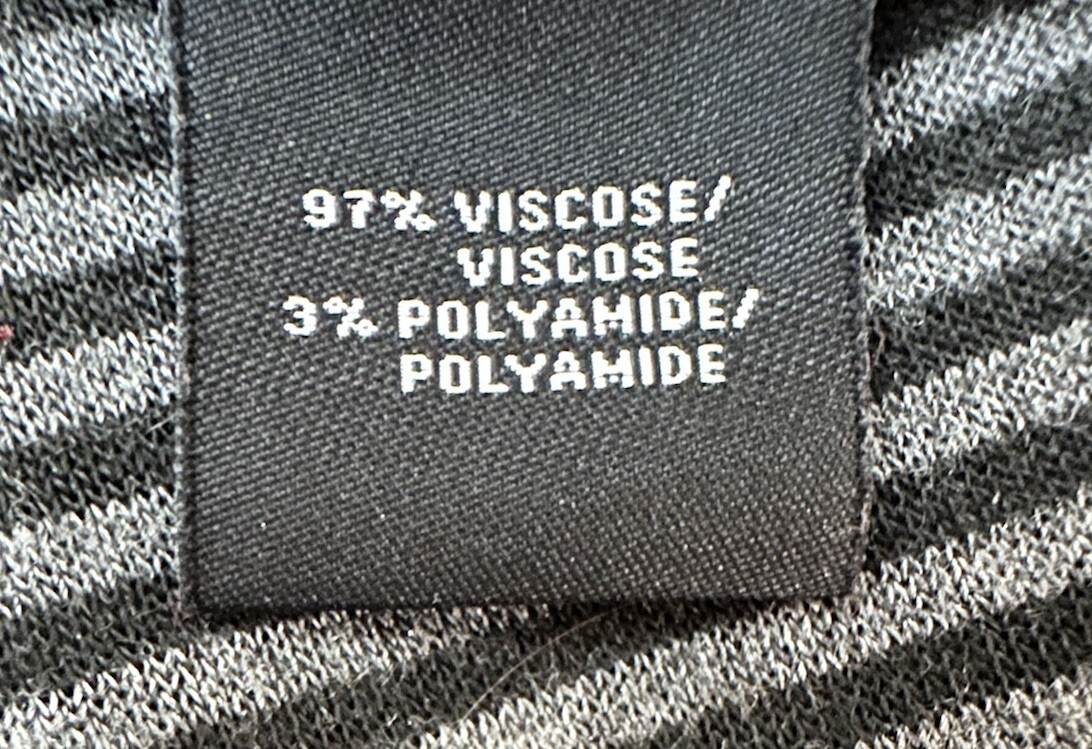 97% VISCOSE/
VISCOSE
3% POLYAMIDE/
POLYAMIDE